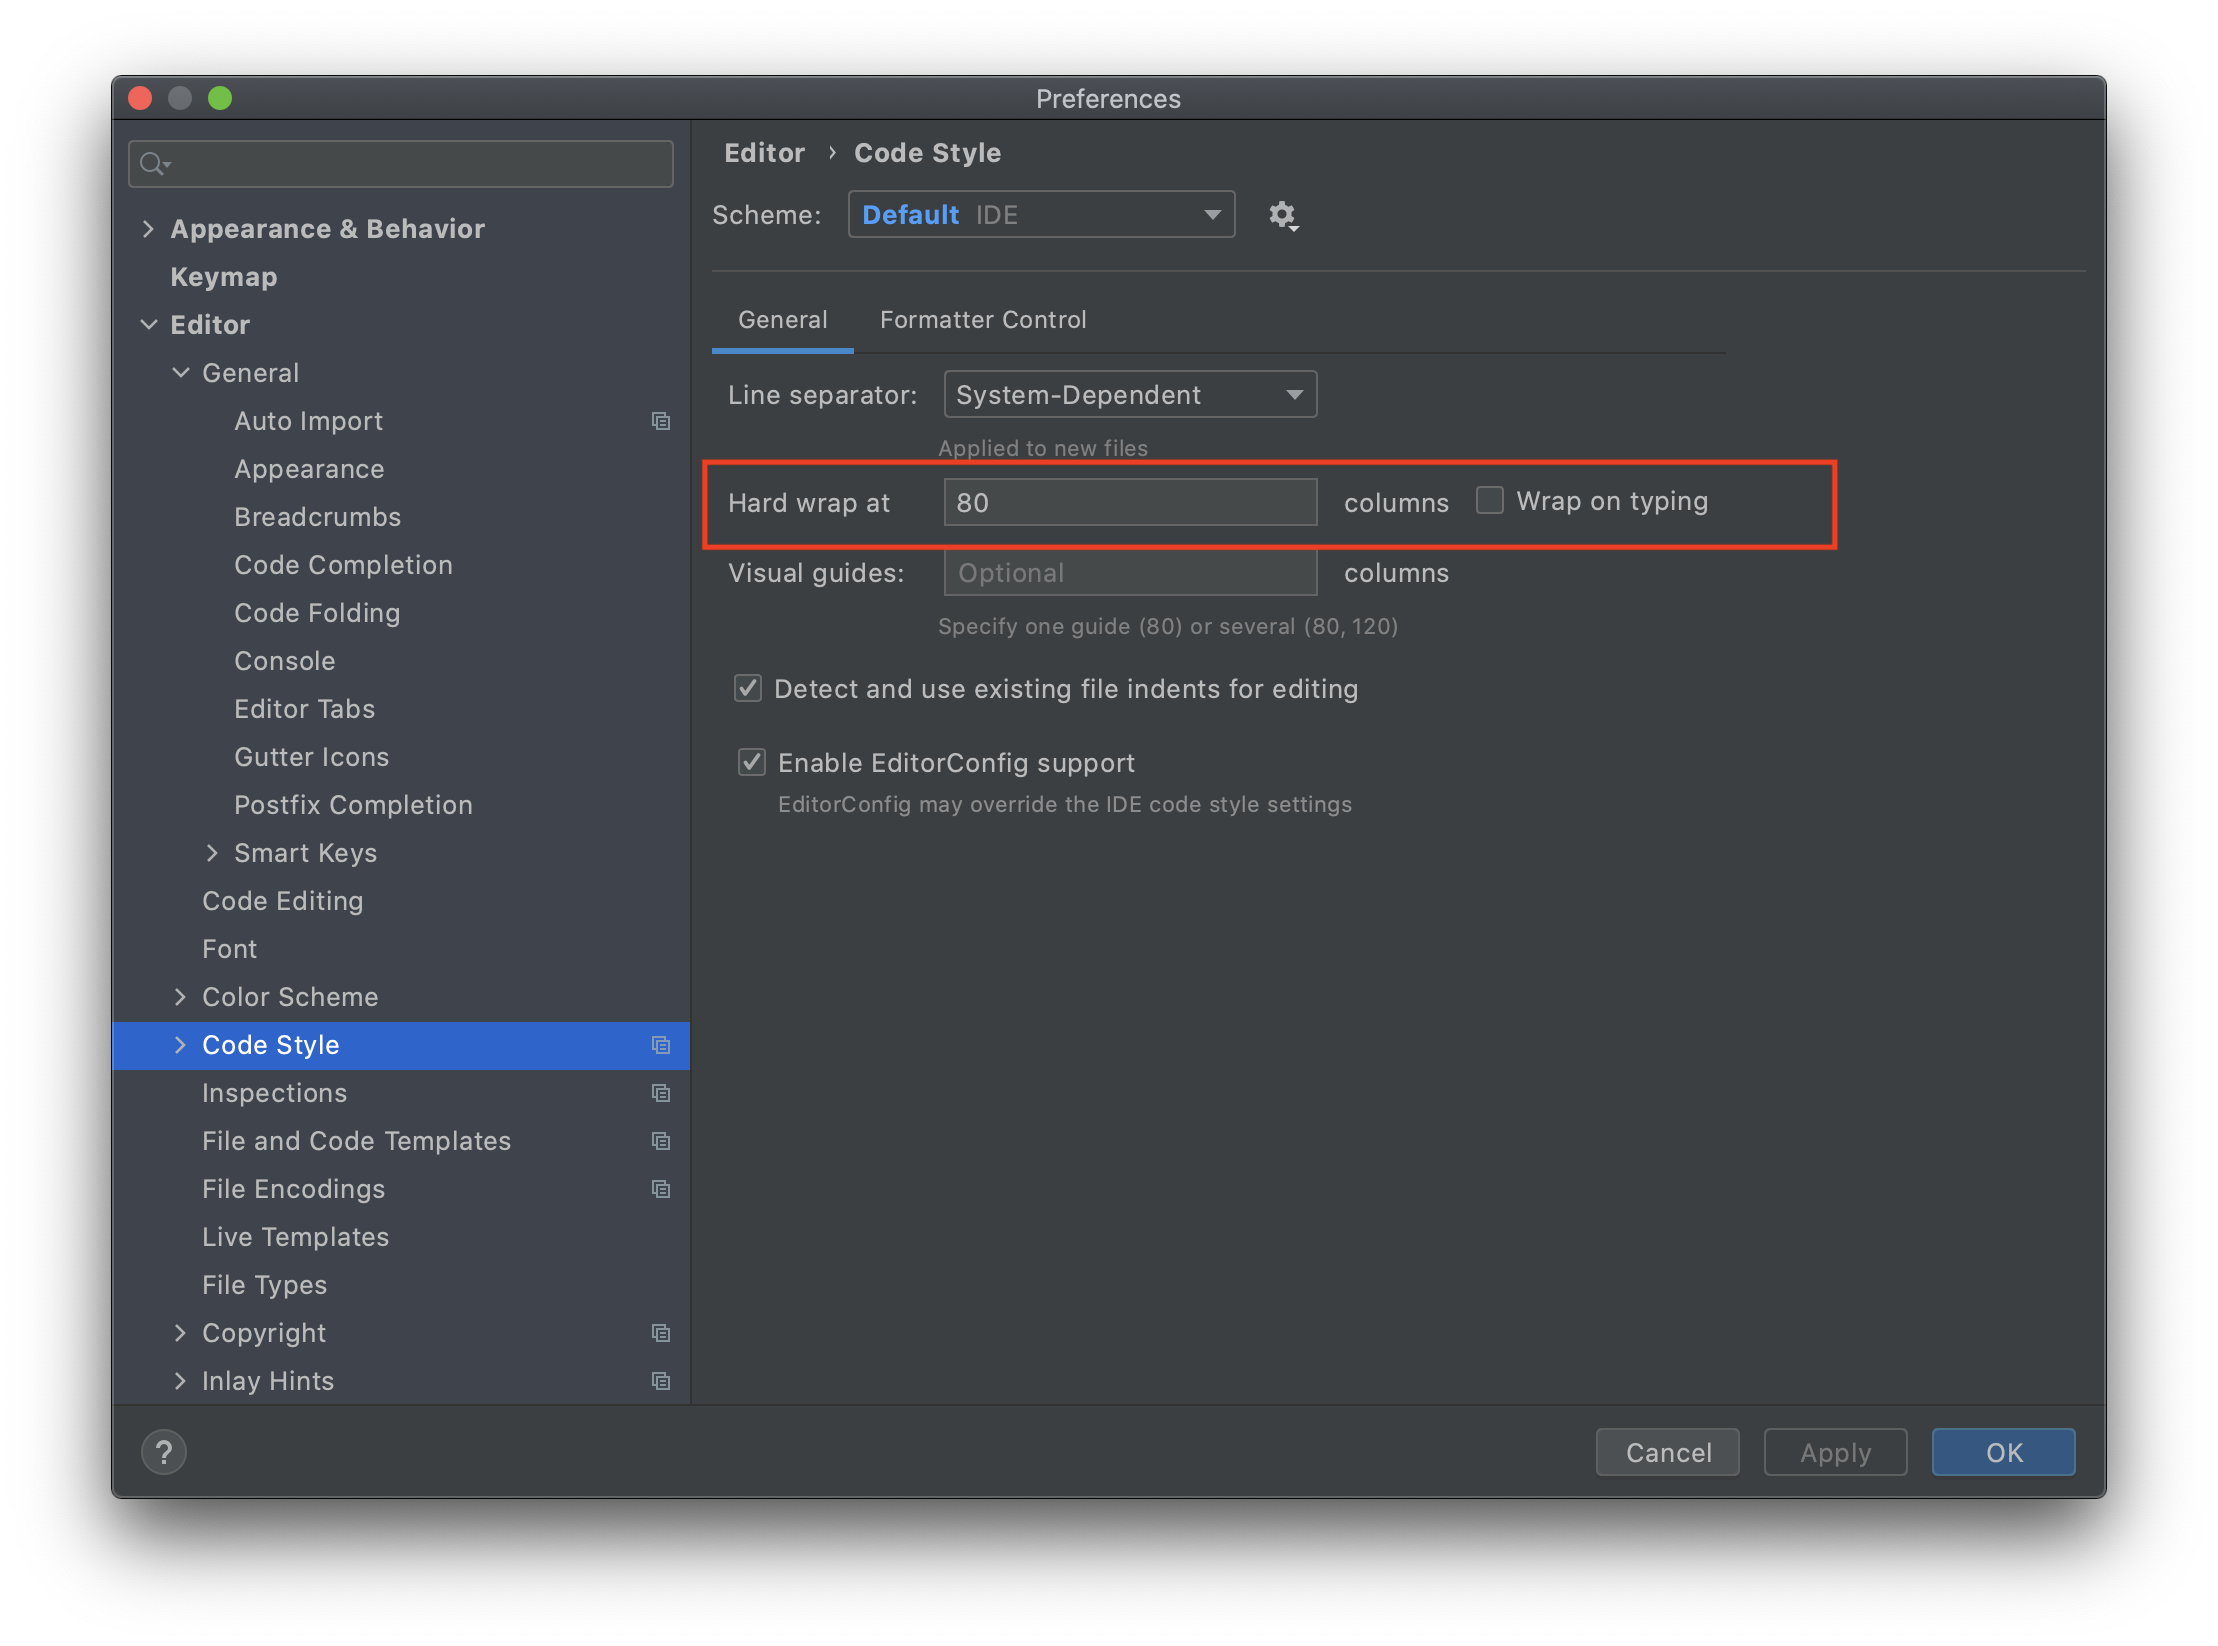 Preferences
Appearance & Behavior
Keymap
Editor
General
Auto Import
Appearance
Breadcrumbs
Code Completion
Code Folding
Console
Editor Tabs
Gutter Icons
Postfix Completion
Smart Keys
Code Editing
Font
Color Scheme
Code Style
Inspections
File and Code Templates
File Encodings
Live Templates
File Types
Copyright
Inlay Hints
Editor › Code Style
Scheme: Default IDE
General Formatter Control
Line separator: System-Dependent
Applied to new files
Hard wrap at 80 columns Wrap on typing
Visual guides: Optional columns
Specify one guide (80) or several (80, 120)
Detect and use existing file indents for editing
Enable EditorConfig support
EditorConfig may override the IDE code style settings
? Cancel Apply OK